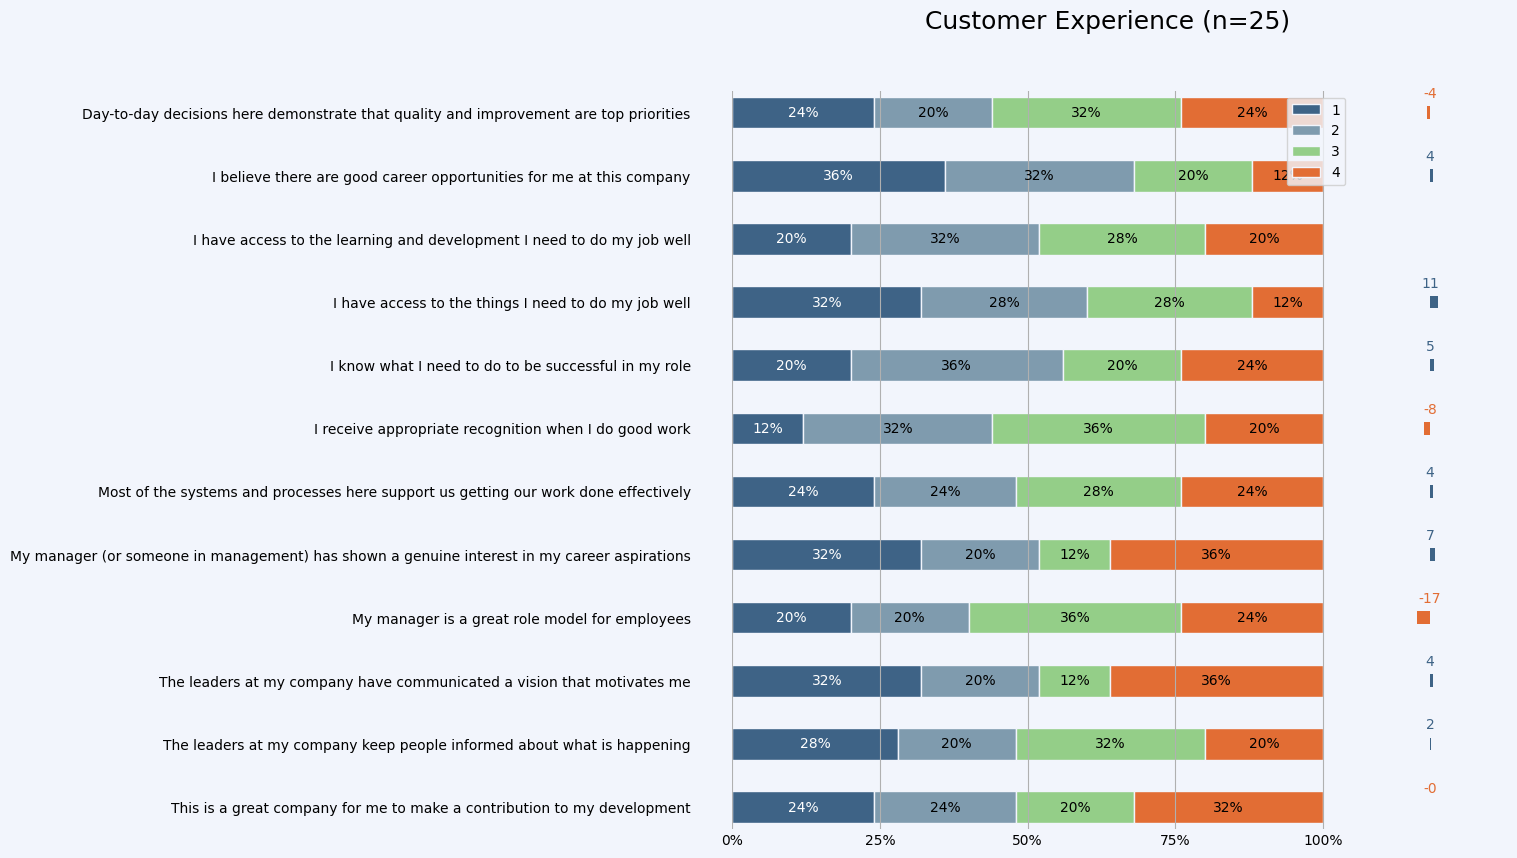 Customer Experience (n=25)
Day-to-day decisions here demonstrate that quality and improvement are top priorities 24% 20% 32% 24% -4
1
2
3
4
I believe there are good career opportunities for me at this company 36% 32% 20% 12% 4
I have access to the learning and development I need to do my job well 20% 32% 28% 20%
I have access to the things I need to do my job well 32% 28% 28% 12% 11
I know what I need to do to be successful in my role 20% 36% 20% 24% 5
I receive appropriate recognition when I do good work 12% 32% 36% 20% -8
Most of the systems and processes here support us getting our work done effectively 24% 24% 28% 24% 4
My manager (or someone in management) has shown a genuine interest in my career aspirations 32% 20% 12% 36% 7
My manager is a great role model for employees 20% 20% 36% 24% -17
The leaders at my company have communicated a vision that motivates me 32% 20% 12% 36% 4
The leaders at my company keep people informed about what is happening 28% 20% 32% 20% 2
This is a great company for me to make a contribution to my development 24% 24% 20% 32% -0
0% 25% 50% 75% 100%